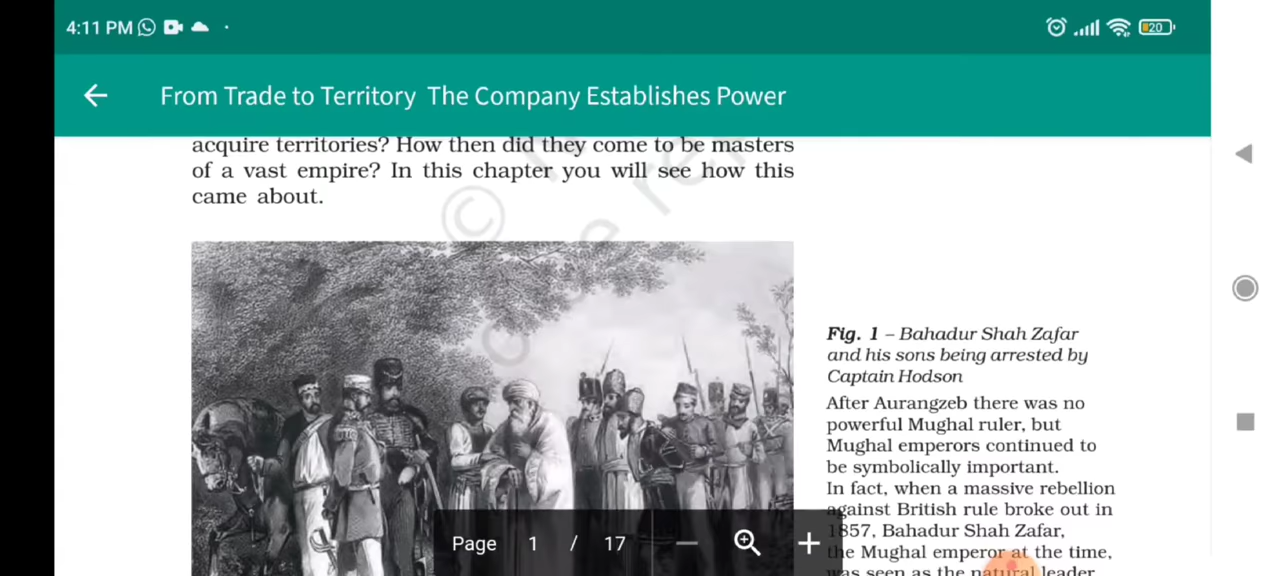 4:11 PM
20
From Trade to Territory The Company Establishes Power
acquire territories? How then did they come to be masters
of a vast empire? In this chapter you will see how this
came about.
Fig. 1 – Bahadur Shah Zafar
and his sons being arrested by
Captain Hodson
After Aurangzeb there was no
powerful Mughal ruler, but
Mughal emperors continued to
be symbolically important.
In fact, when a massive rebellion
against British rule broke out in
1857, Bahadur Shah Zafar,
the Mughal emperor at the time,
was seen as the natural leader.
Page 1 / 17